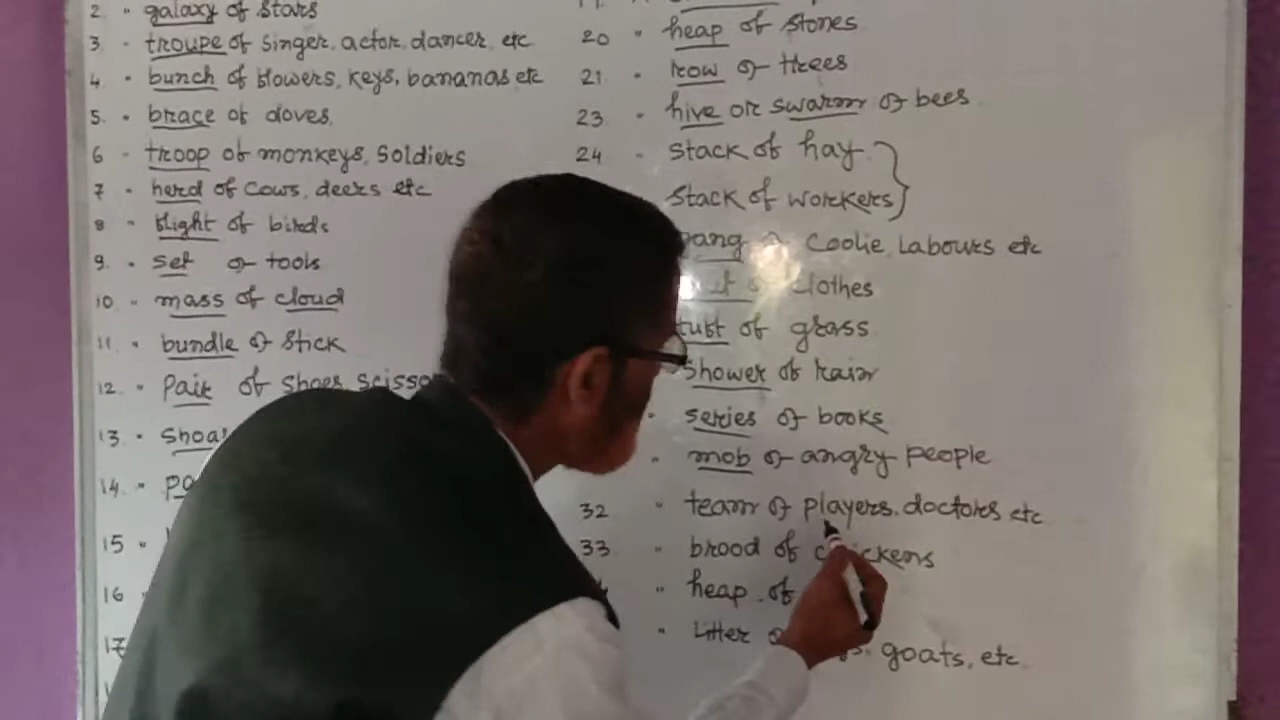 2 " galaxy of stars
3 " troupe of singer, actor, dancer, etc
4 " bunch of flowers, keys, bananas etc
5. " brace of doves.
6 " troop of monkeys, soldiers
7 " herd of cows, deers etc
8 " flight of birds
9. " set of tools
10 " mass of cloud
11. " bundle of stick
12. " pair of shoes,
13. "
14. "
15 "
16 "
17
20 " heap of stones
21 " row of trees
23 " hive or swarm of bees
24 " stack of hay
stack of workers
gang of coolie, labours etc
clothes
tuft of grass
shower of rain
" series of books
" mob of angry people
32 " team of players, doctors etc
33 " brood of chickens
" heap of
" litter
goats, etc